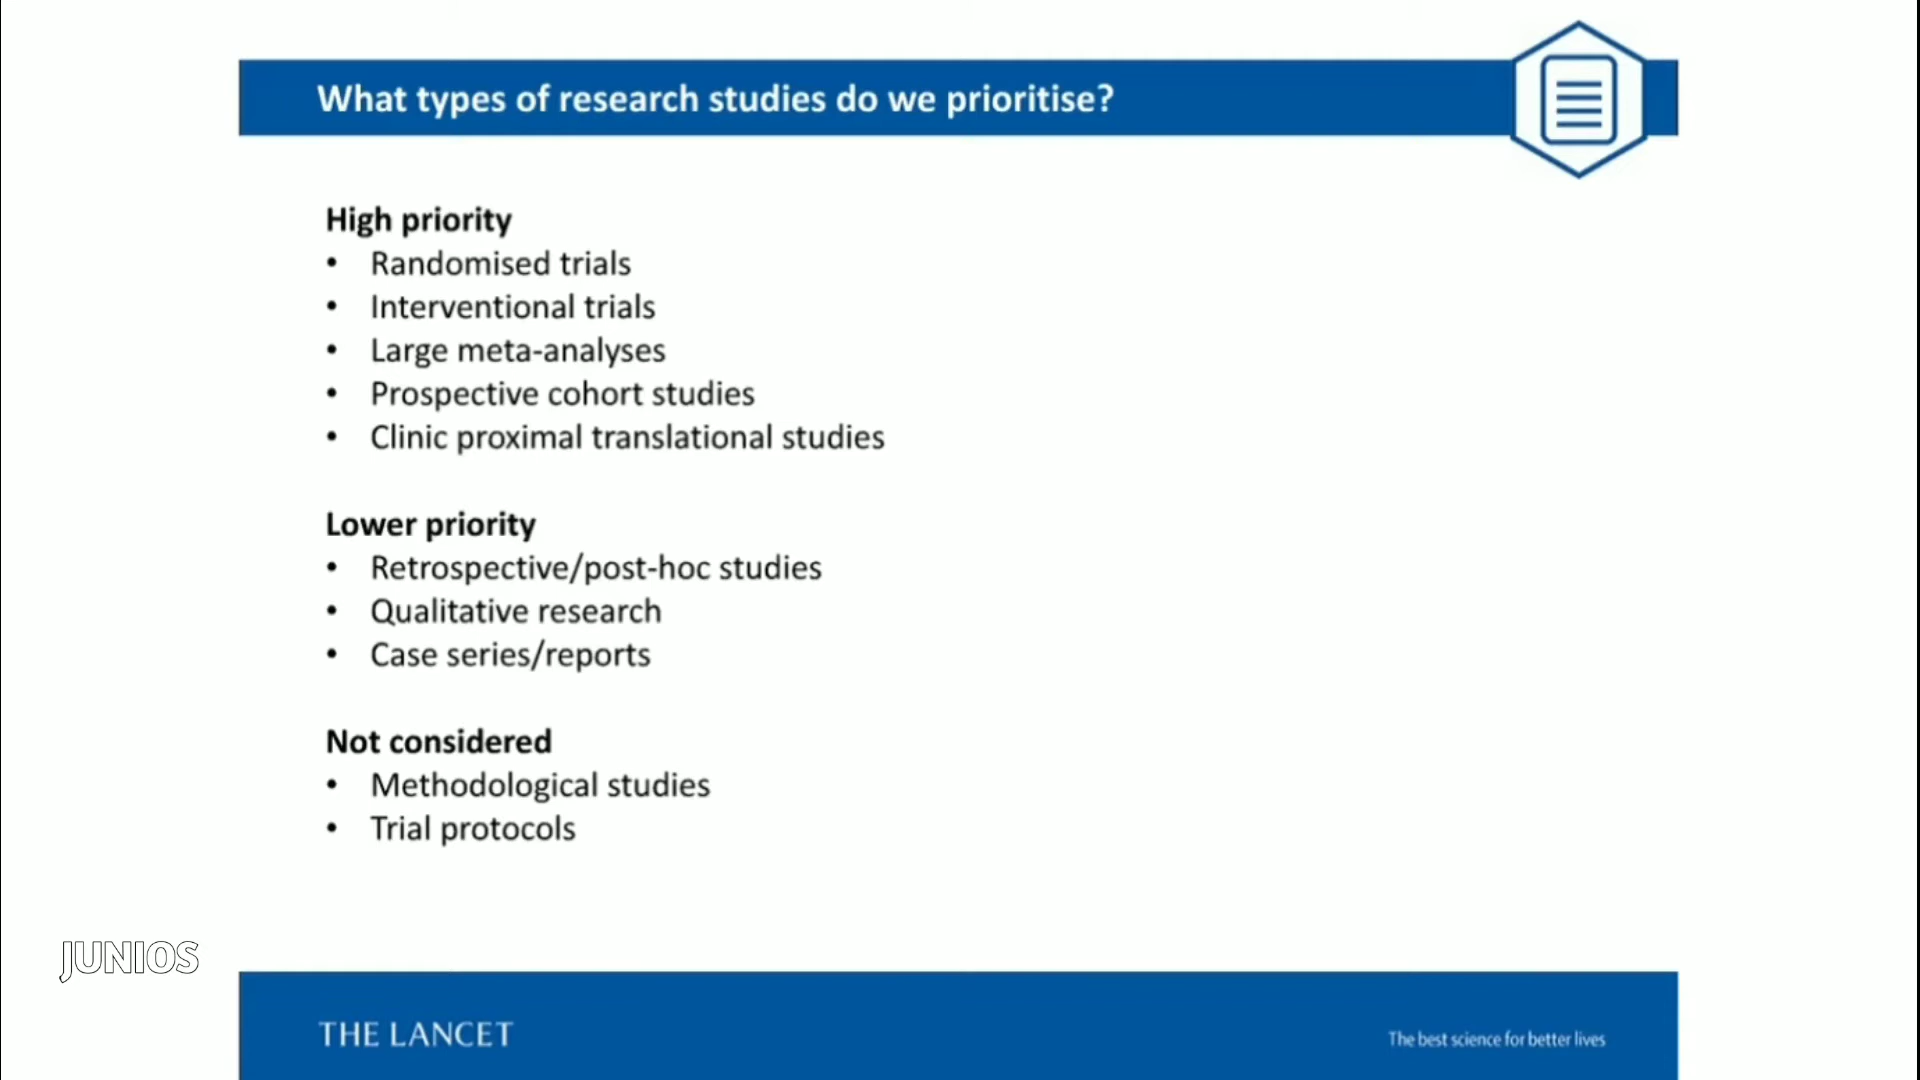 What types of research studies do we prioritise?
High priority
• Randomised trials
• Interventional trials
• Large meta-analyses
• Prospective cohort studies
• Clinic proximal translational studies
Lower priority
• Retrospective/post-hoc studies
• Qualitative research
• Case series/reports
Not considered
• Methodological studies
• Trial protocols
JUNIOS
THE LANCET
The best science for better lives